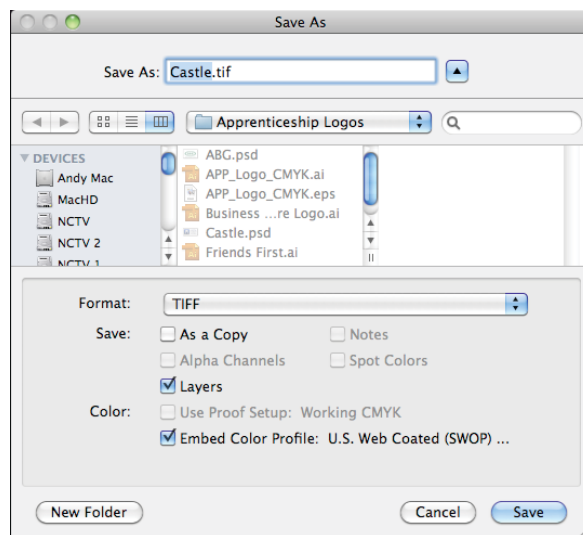 Save As
Save As: Castle.tif
Apprenticeship Logos
DEVICES
Andy Mac
MacHD
NCTV
NCTV 2
NCTV 1
ABG.psd
APP_Logo_CMYK.ai
APP_Logo_CMYK.eps
Business ...re Logo.ai
Castle.psd
Friends First.ai
Format: TIFF
Save: As a Copy Notes
Alpha Channels Spot Colors
Layers
Color: Use Proof Setup: Working CMYK
Embed Color Profile: U.S. Web Coated (SWOP) ...
New Folder Cancel Save